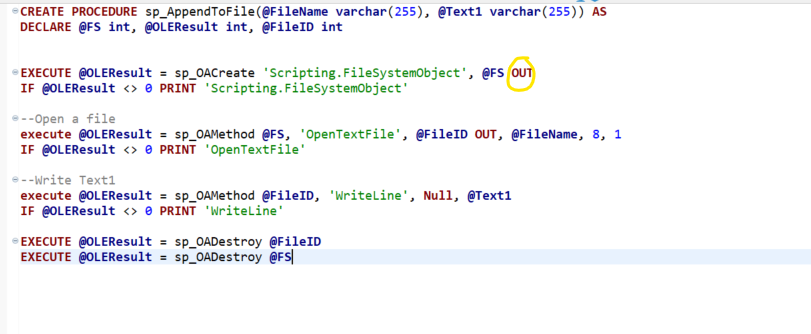 CREATE PROCEDURE sp_AppendToFile(@FileName varchar(255), @Text1 varchar(255)) AS
DECLARE @FS int, @OLEResult int, @FileID int
EXECUTE @OLEResult = sp_OACreate 'Scripting.FileSystemObject', @FS OUT
IF @OLEResult <> 0 PRINT 'Scripting.FileSystemObject'
--Open a file
execute @OLEResult = sp_OAMethod @FS, 'OpenTextFile', @FileID OUT, @FileName, 8, 1
IF @OLEResult <> 0 PRINT 'OpenTextFile'
--Write Text1
execute @OLEResult = sp_OAMethod @FileID, 'WriteLine', Null, @Text1
IF @OLEResult <> 0 PRINT 'WriteLine'
EXECUTE @OLEResult = sp_OADestroy @FileID
EXECUTE @OLEResult = sp_OADestroy @FS